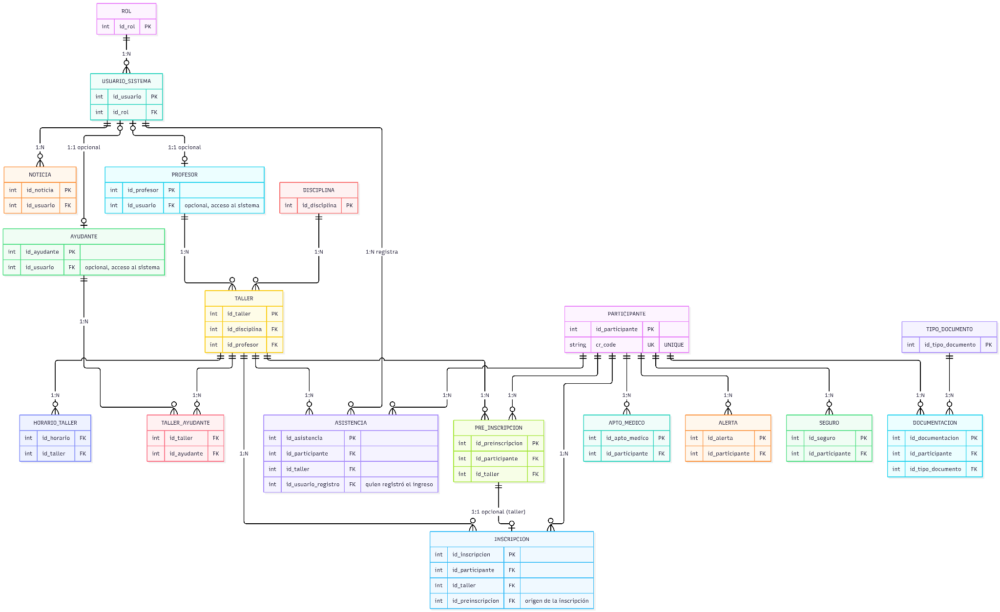 ROL
int id_rol PK
1:N
USUARIO_SISTEMA
int id_usuario PK
int id_rol FK
1:N
1:1 opcional
1:1 opcional
NOTICIA
int id_noticia PK
int id_usuario FK
PROFESOR
int id_profesor PK
int id_usuario FK opcional, acceso al sistema
DISCIPLINA
int id_disciplina PK
AYUDANTE
int id_ayudante PK
int id_usuario FK opcional, acceso al sistema
1:N
1:N
1:N registra
TALLER
int id_taller PK
int id_disciplina FK
int id_profesor FK
1:N
PARTICIPANTE
int id_participante PK
string cr_code UK UNIQUE
TIPO_DOCUMENTO
int id_tipo_documento PK
1:N
1:N
1:N
1:N
1:N
1:N
1:N
1:N
1:N
1:N
1:N
HORARIO_TALLER
int id_horario FK
int id_taller FK
TALLER_AYUDANTE
int id_taller FK
int id_ayudante FK
1:N
ASISTENCIA
int id_asistencia PK
int id_participante FK
int id_taller FK
int id_usuario_registro FK quien registró el ingreso
PRE_INSCRIPCION
int id_preinscripcion PK
int id_participante FK
int id_taller FK
1:N
APTO_MEDICO
int id_apto_medico PK
int id_participante FK
ALERTA
int id_alerta PK
int id_participante FK
SEGURO
int id_seguro PK
int id_participante FK
DOCUMENTACION
int id_documentacion PK
int id_participante FK
int id_tipo_documento FK
1:1 opcional (taller)
INSCRIPCION
int id_inscripcion PK
int id_participante FK
int id_taller FK
int id_preinscripcion FK origen de la inscripción